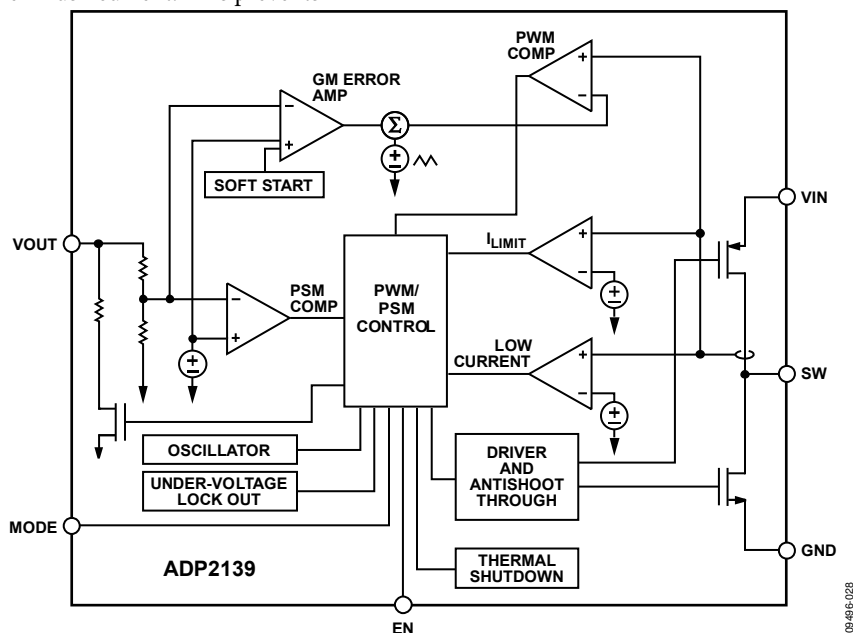 PWM
COMP
GM ERROR
AMP
+
−
−
+
Σ
+
−
SOFT START
VIN
VOUT
ILIMIT
+
−
+
−
PSM
COMP
−
+
PWM/
PSM
CONTROL
LOW
CURRENT
+
−
+
−
+
−
SW
OSCILLATOR
UNDER-VOLTAGE
LOCK OUT
DRIVER
AND
ANTISHOOT
THROUGH
MODE
GND
ADP2139
THERMAL
SHUTDOWN
EN
09496-028